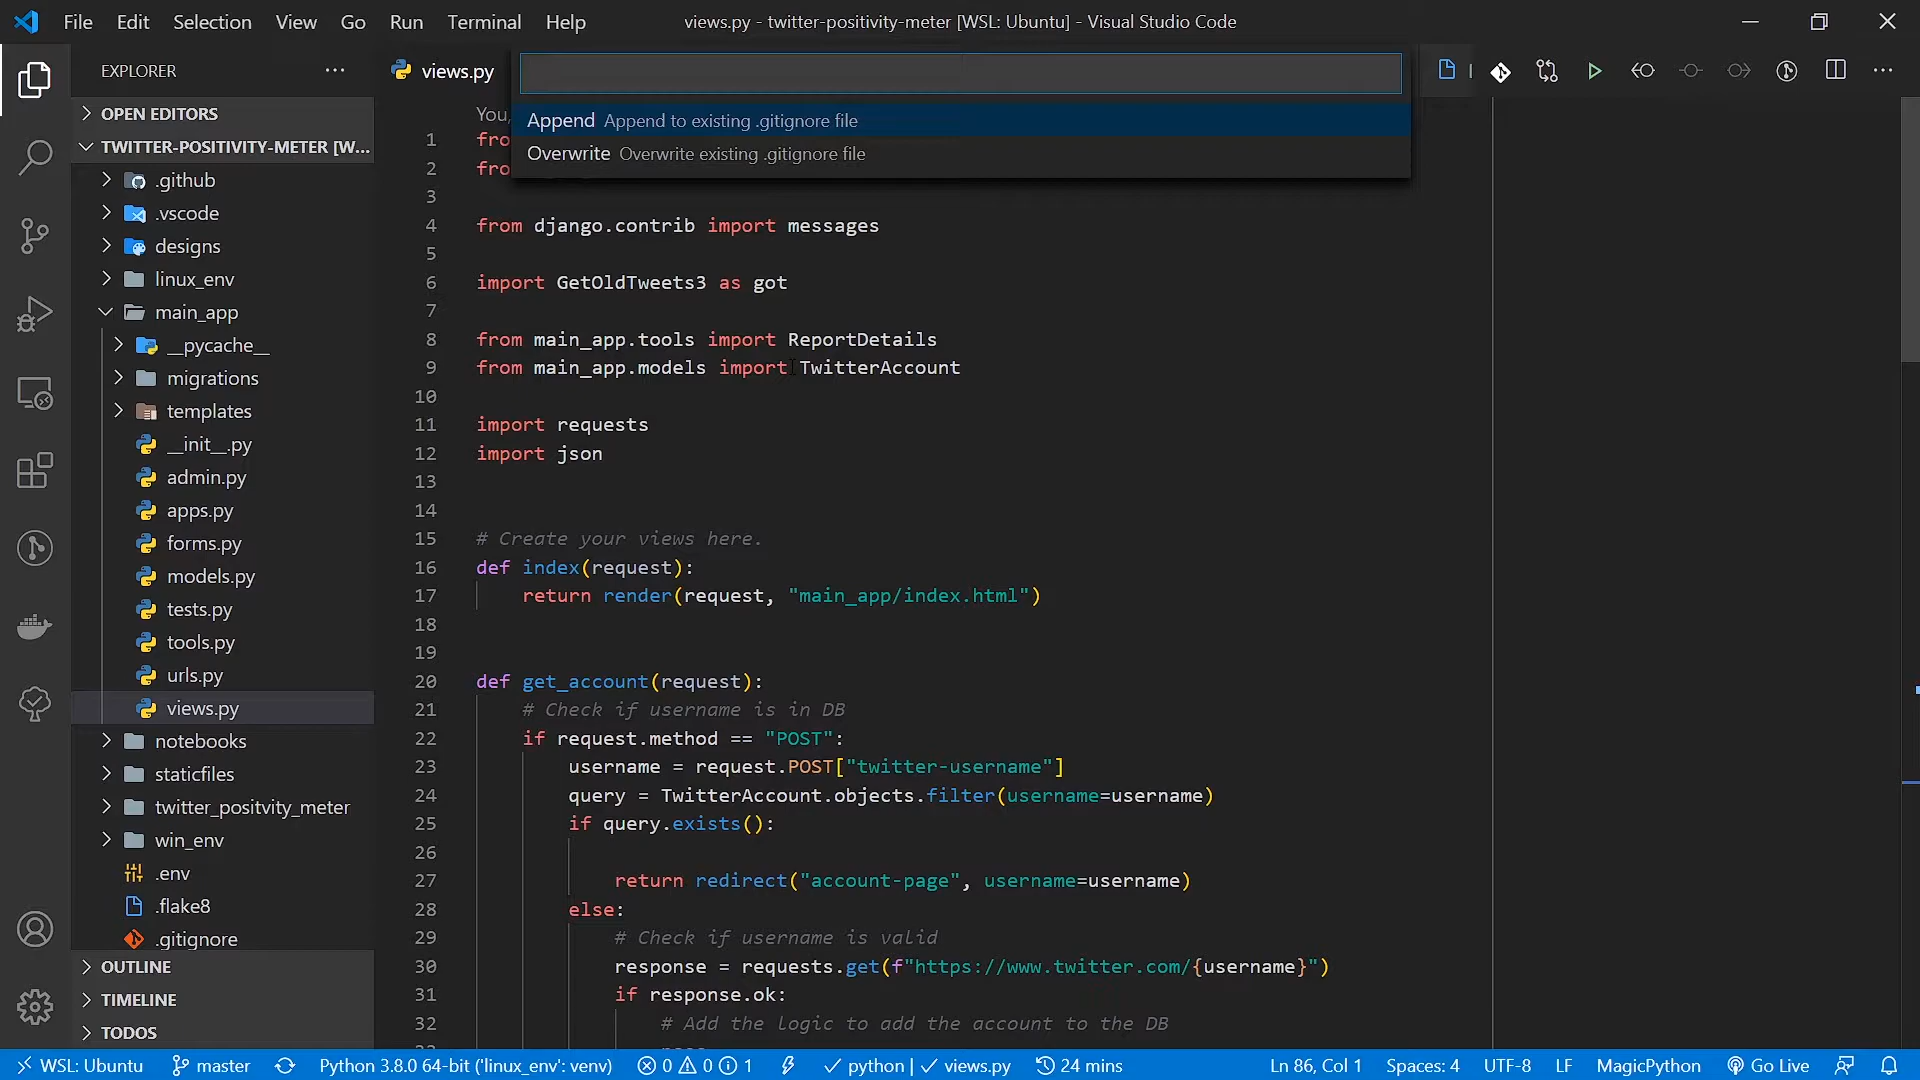 File Edit Selection View Go Run Terminal Help
views.py - twitter-positivity-meter [WSL: Ubuntu] - Visual Studio Code
EXPLORER
OPEN EDITORS
TWITTER-POSITIVITY-METER [W...
.github
.vscode
designs
linux_env
main_app
__pycache__
migrations
templates
__init__.py
admin.py
apps.py
forms.py
models.py
tests.py
tools.py
urls.py
views.py
notebooks
staticfiles
twitter_positvity_meter
win_env
.env
.flake8
.gitignore
OUTLINE
TIMELINE
TODOS
views.py
Append Append to existing .gitignore file
Overwrite Overwrite existing .gitignore file
You,
1 fro
2 fro
3
4 from django.contrib import messages
5
6 import GetOldTweets3 as got
7
8 from main_app.tools import ReportDetails
9 from main_app.models import TwitterAccount
10
11 import requests
12 import json
13
14
15 # Create your views here.
16 def index(request):
17 return render(request, "main_app/index.html")
18
19
20 def get_account(request):
21 # Check if username is in DB
22 if request.method == "POST":
23 username = request.POST["twitter-username"]
24 query = TwitterAccount.objects.filter(username=username)
25 if query.exists():
26
27 return redirect("account-page", username=username)
28 else:
29 # Check if username is valid
30 response = requests.get(f"https://www.twitter.com/{username}")
31 if response.ok:
32 # Add the logic to add the account to the DB
WSL: Ubuntu master Python 3.8.0 64-bit ('linux_env': venv) 0 0 1 python | views.py 24 mins Ln 86, Col 1 Spaces: 4 UTF-8 LF MagicPython Go Live